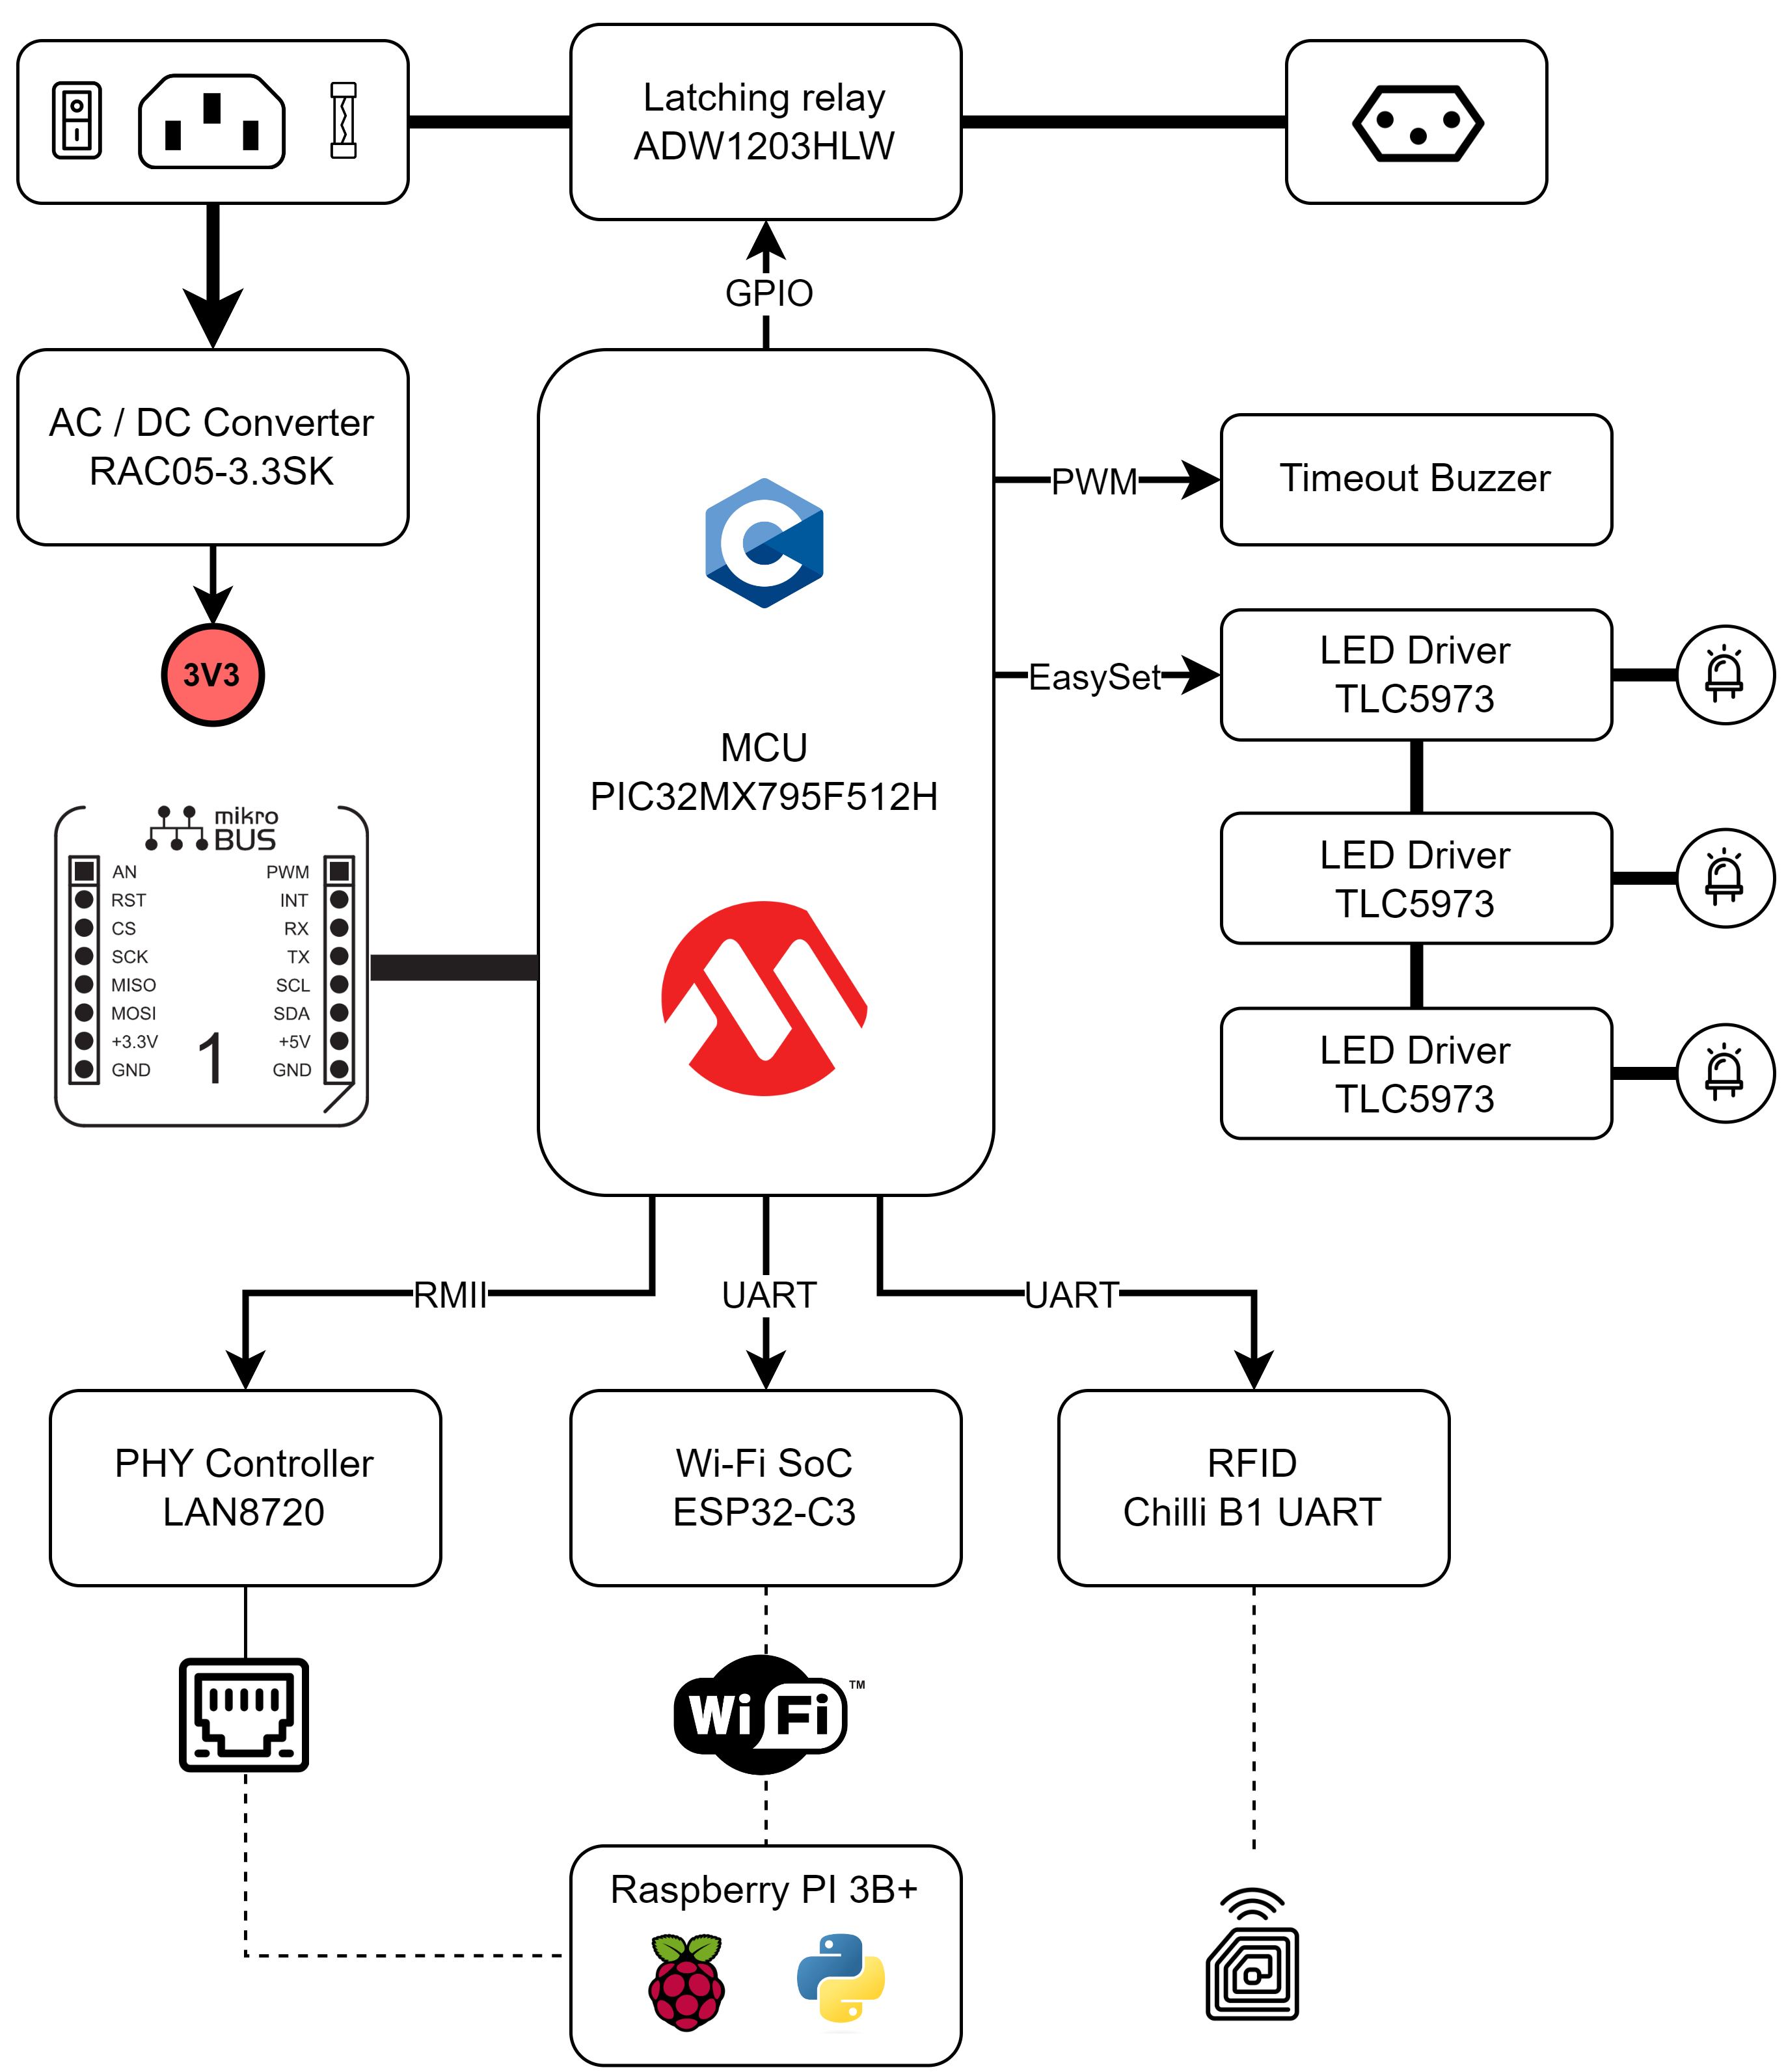 Latching relay
ADW1203HLW
GPIO
AC / DC Converter
RAC05-3.3SK
3V3
PWM
Timeout Buzzer
EasySet
LED Driver
TLC5973
MCU
PIC32MX795F512H
LED Driver
TLC5973
LED Driver
TLC5973
mikro
BUS
AN PWM
RST INT
CS RX
SCK TX
MISO SCL
MOSI SDA
+3.3V +5V
GND GND
1
RMII
UART
UART
PHY Controller
LAN8720
Wi-Fi SoC
ESP32-C3
RFID
Chilli B1 UART
Wi Fi TM
Raspberry PI 3B+